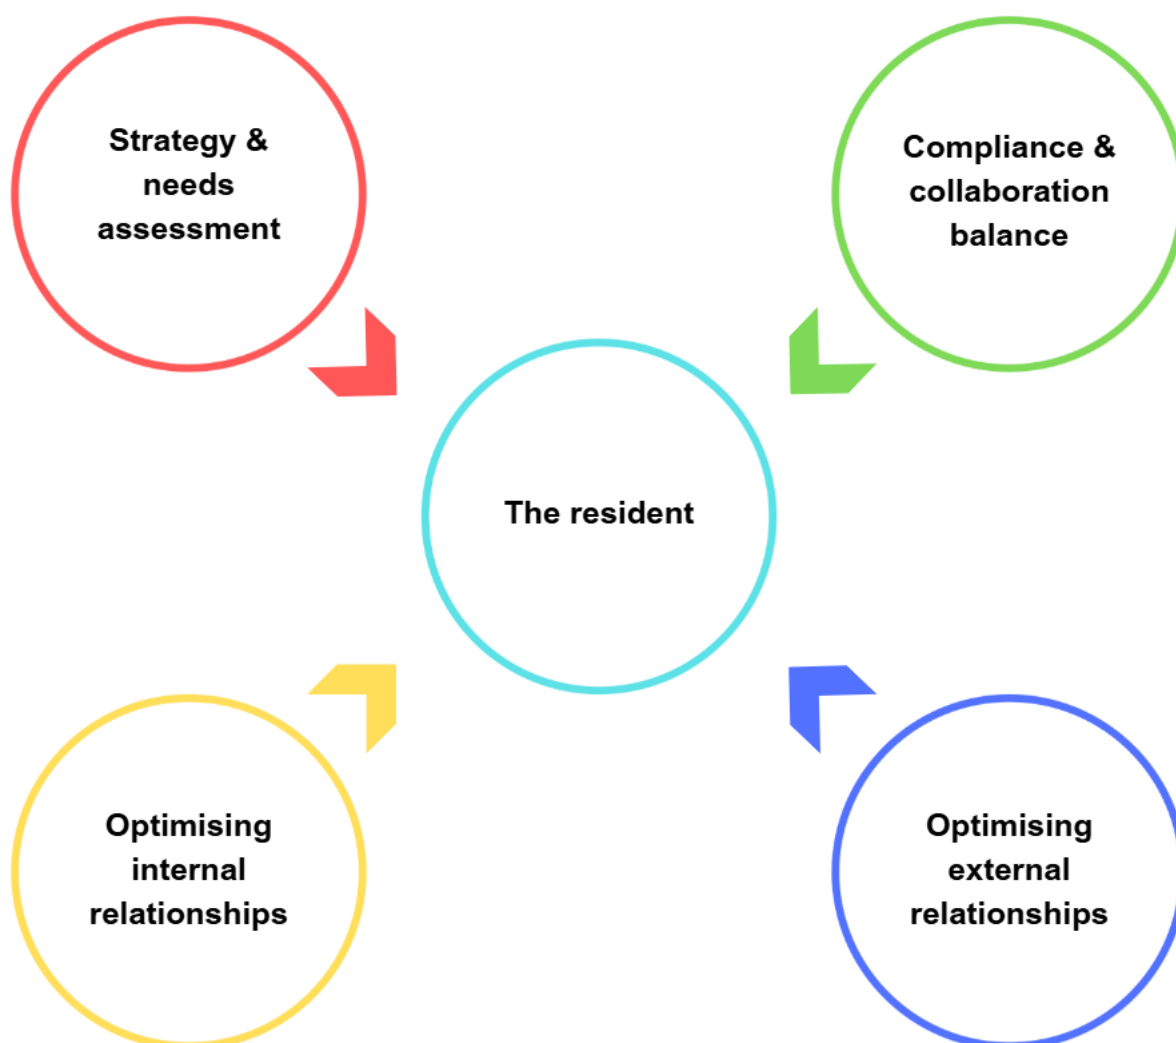 Strategy &
needs
assessment
Compliance &
collaboration
balance
The resident
Optimising
internal
relationships
Optimising
external
relationships